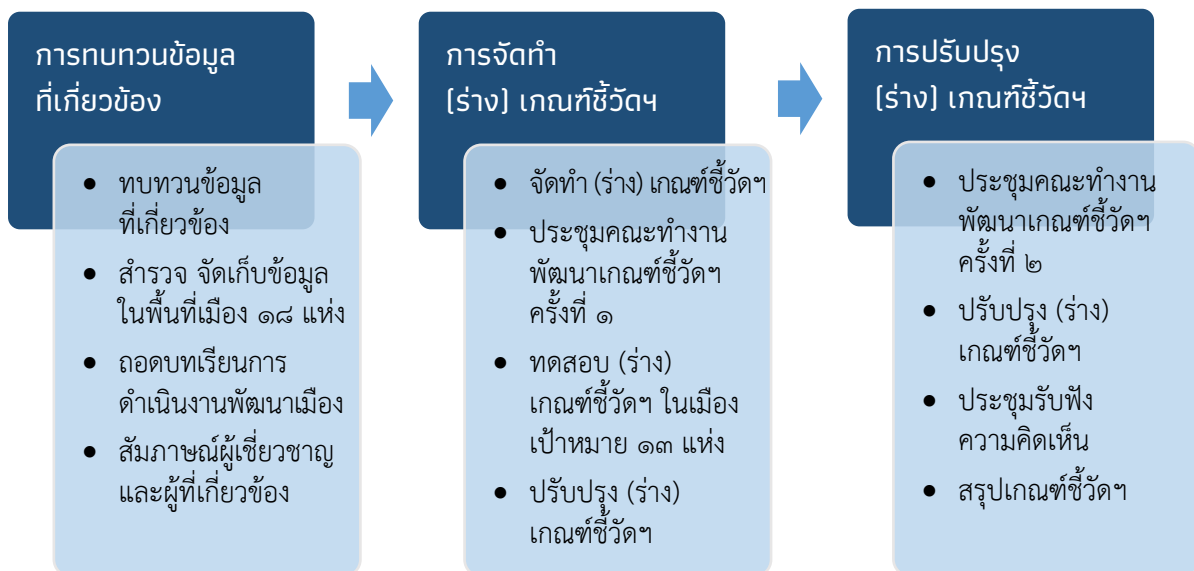 การทบทวนข้อมูล
ที่เกี่ยวข้อง
• ทบทวนข้อมูล
ที่เกี่ยวข้อง
• สำรวจ จัดเก็บข้อมูล
ในพื้นที่เมือง ๑๘ แห่ง
• ถอดบทเรียนการ
ดำเนินงานพัฒนาเมือง
• สัมภาษณ์ผู้เชี่ยวชาญ
และผู้ที่เกี่ยวข้อง
การจัดทำ
(ร่าง) เกณฑ์ชี้วัดฯ
• จัดทำ (ร่าง) เกณฑ์ชี้วัดฯ
• ประชุมคณะทำงาน
พัฒนาเกณฑ์ชี้วัดฯ
ครั้งที่ ๑
• ทดสอบ (ร่าง)
เกณฑ์ชี้วัดฯ ในเมือง
เป้าหมาย ๑๓ แห่ง
• ปรับปรุง (ร่าง)
เกณฑ์ชี้วัดฯ
การปรับปรุง
(ร่าง) เกณฑ์ชี้วัดฯ
• ประชุมคณะทำงาน
พัฒนาเกณฑ์ชี้วัดฯ
ครั้งที่ ๒
• ปรับปรุง (ร่าง)
เกณฑ์ชี้วัดฯ
• ประชุมรับฟัง
ความคิดเห็น
• สรุปเกณฑ์ชี้วัดฯ